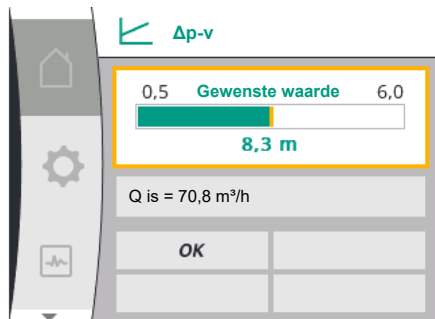 Δp-v
0,5 Gewenste waarde 6,0
8,3 m
Q is = 70,8 m³/h
OK